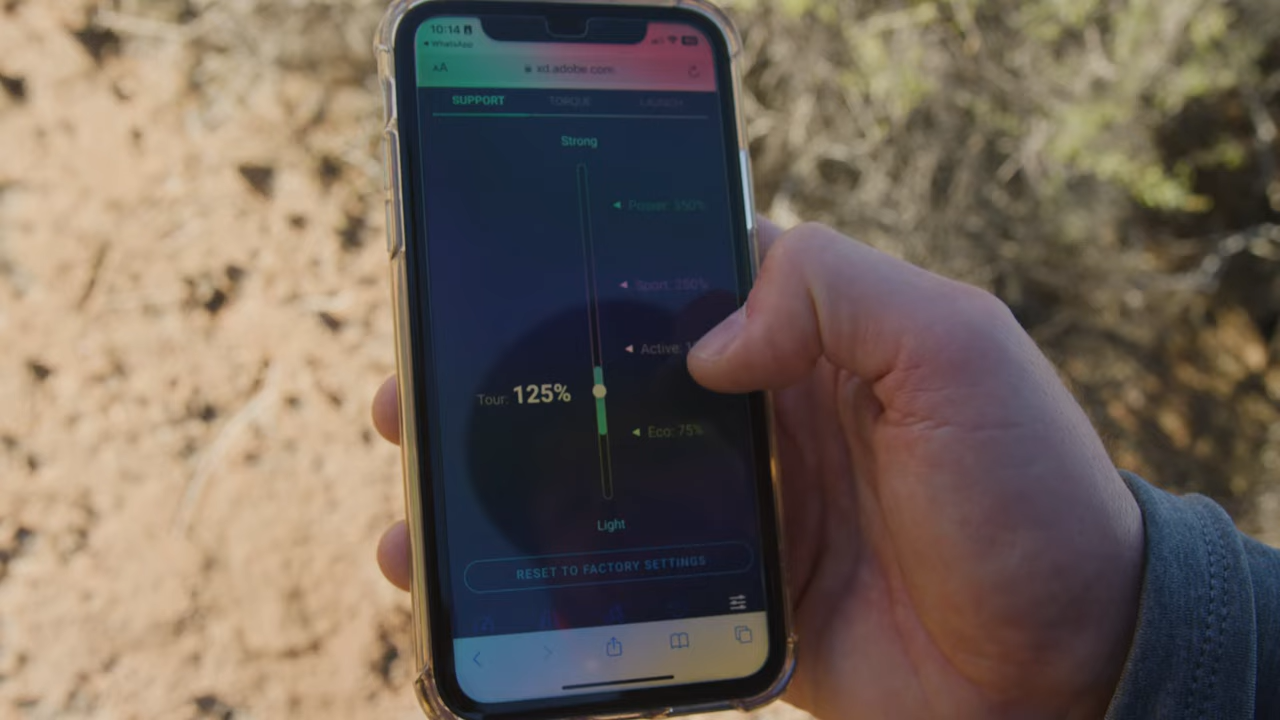 10:14
◂ WhatsApp
AA
xd.adobe.com
SUPPORT TORQUE LAUNCH
Strong
◂ Power: 350%
◂ Sport: 250%
◂ Active:
Tour: 125%
◂ Eco: 75%
Light
RESET TO FACTORY SETTINGS